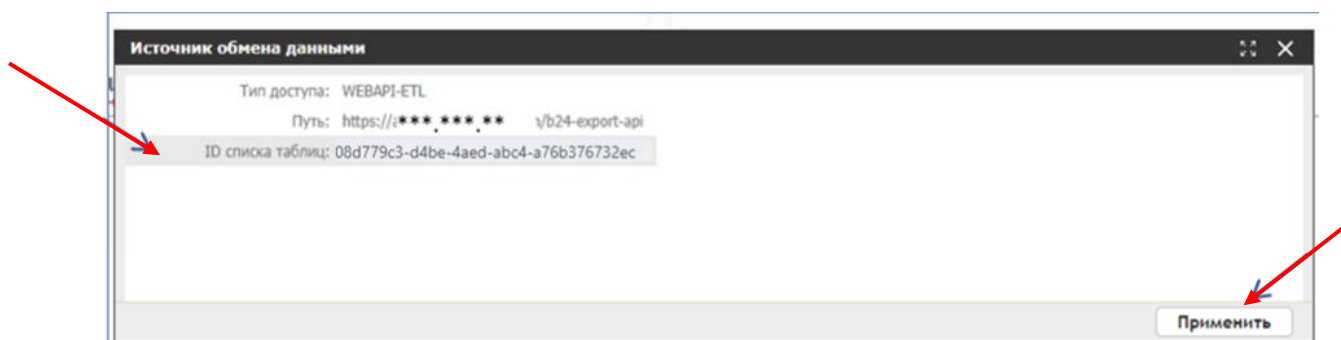 Источник обмена данными
Тип доступа: WEBAPI-ETL
Путь: https://***.***.** /b24-export-api
ID списка таблиц: 08d779c3-d4be-4aed-abc4-a76b376732ec
Применить